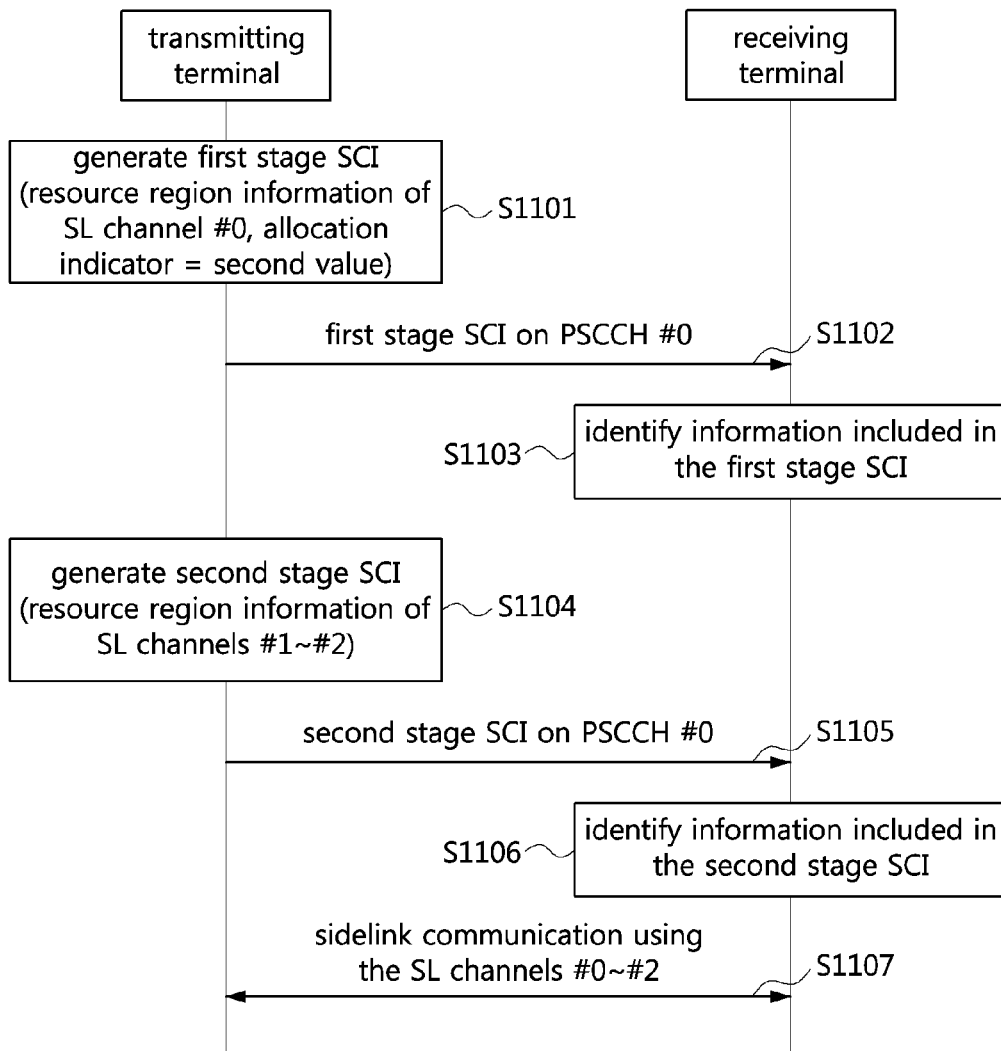 transmitting
terminal
receiving
terminal
generate first stage SCI
(resource region information of
SL channel #0, allocation
indicator = second value)
S1101
first stage SCI on PSCCH #0
S1102
identify information included in
the first stage SCI
S1103
generate second stage SCI
(resource region information of
SL channels #1~#2)
S1104
second stage SCI on PSCCH #0
S1105
identify information included in
the second stage SCI
S1106
sidelink communication using
the SL channels #0~#2
S1107